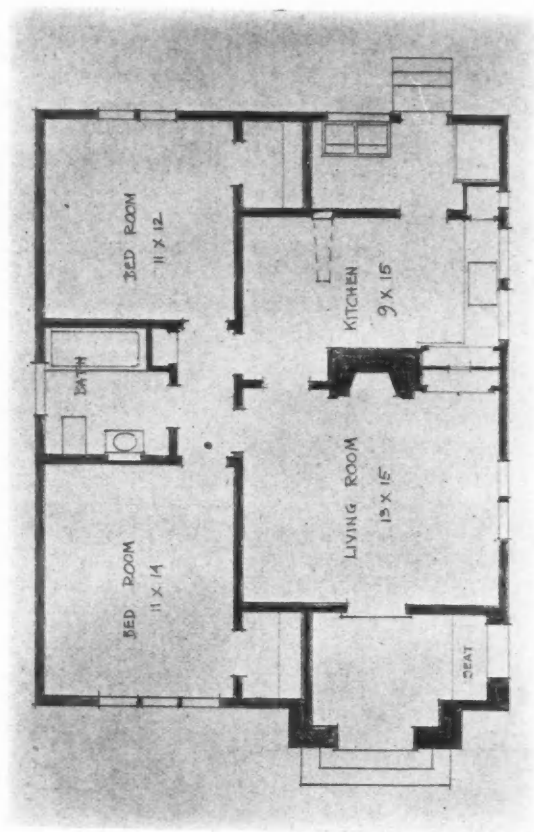 BED ROOM
11 X 12
BATH
KITCHEN
9 X 15
BED ROOM
11 X 14
LIVING ROOM
13 X 15
SEAT